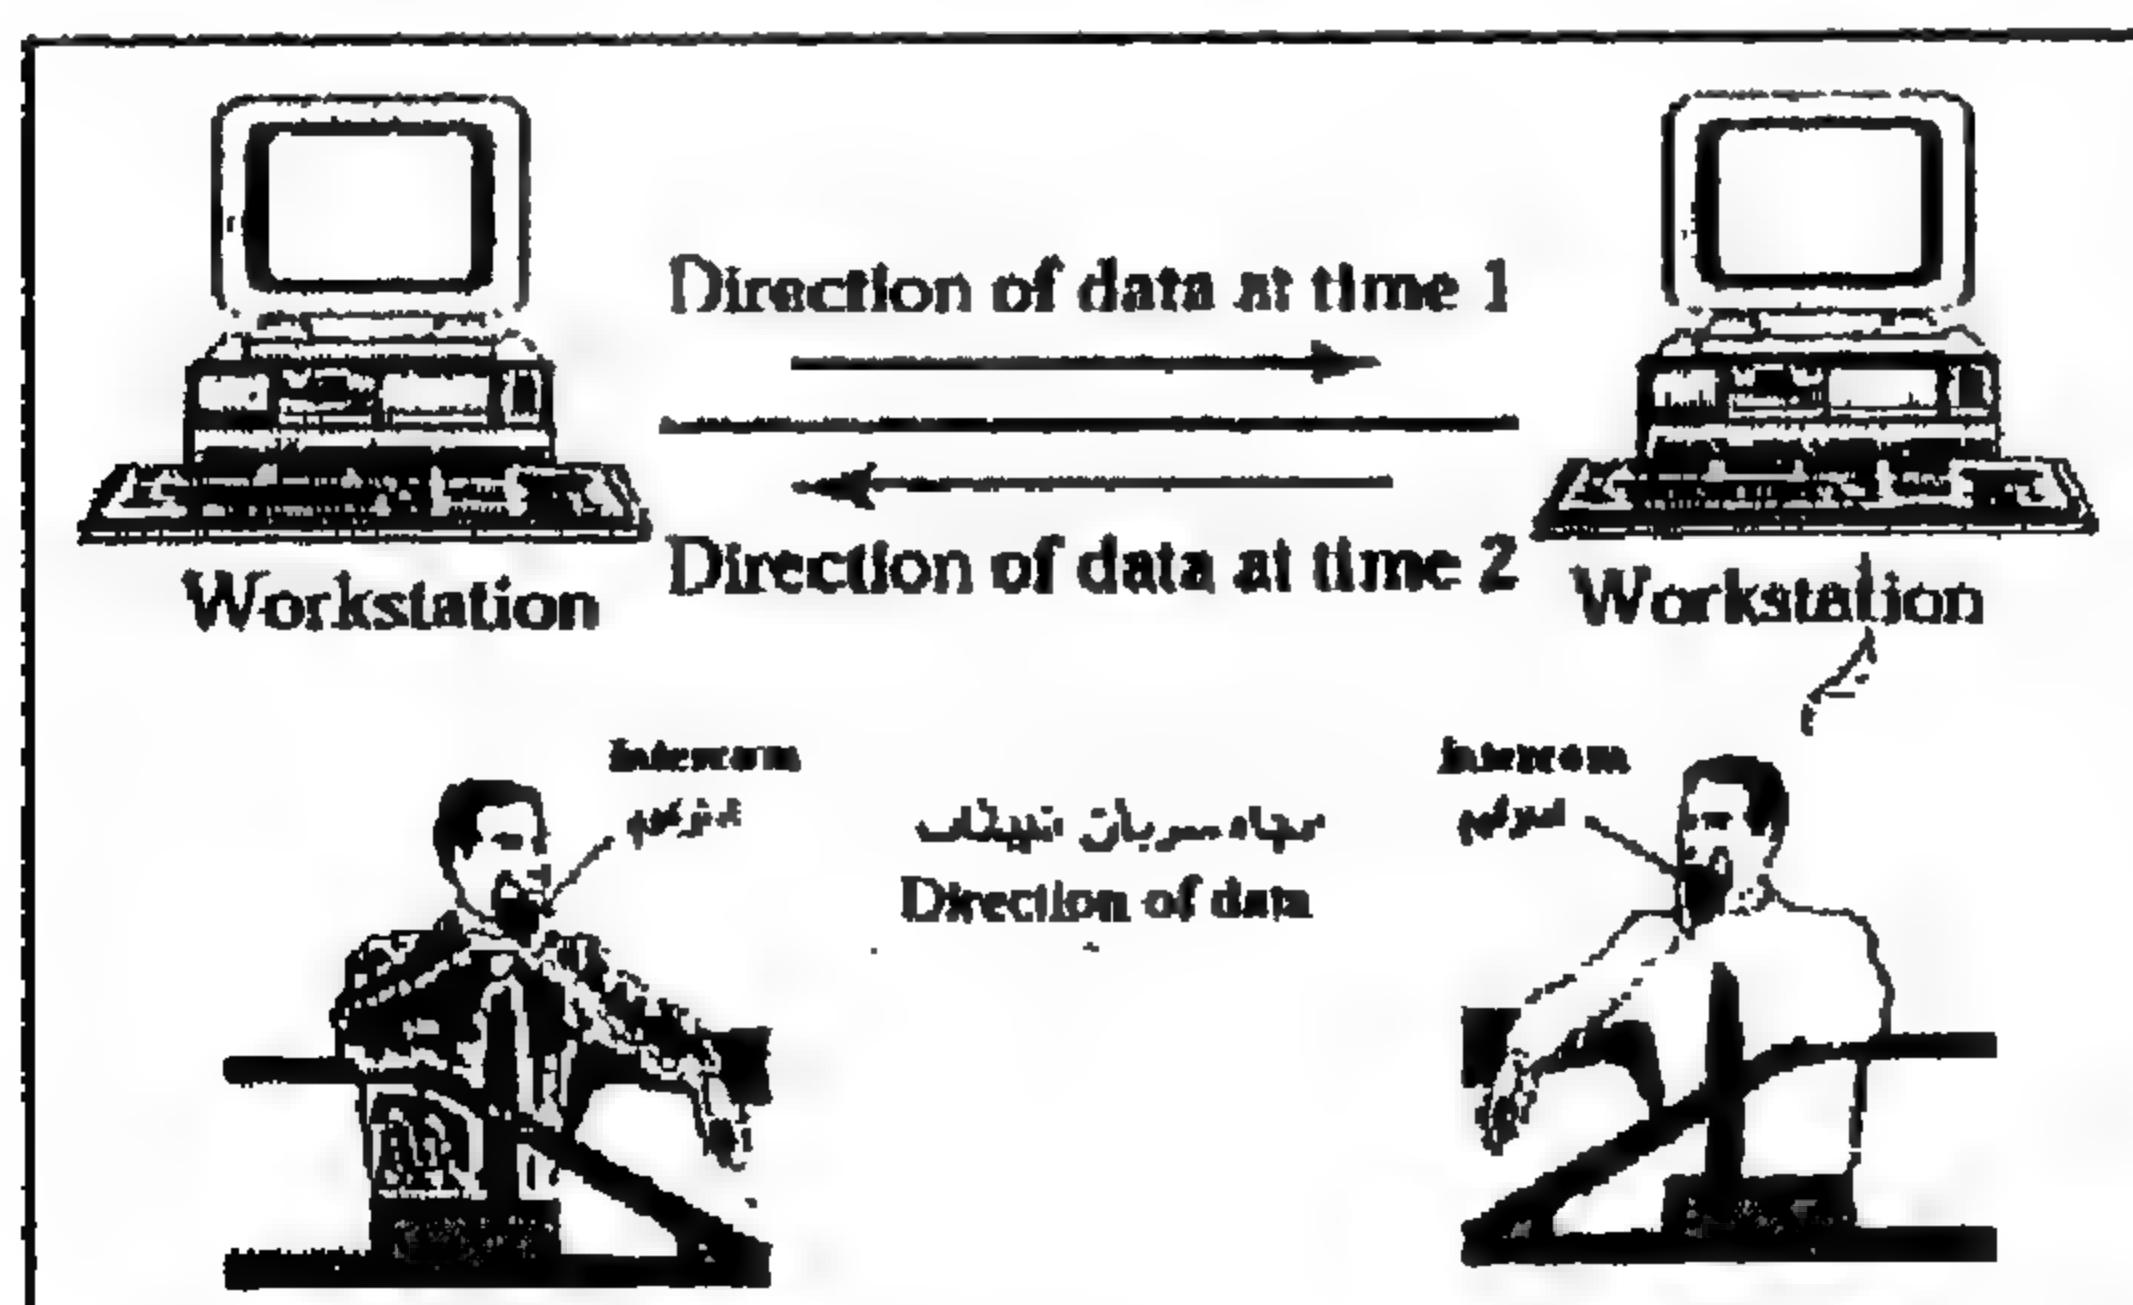 Direction of data at time 1
Direction of data at time 2
Workstation
Workstation
Intercom
Intercom
Direction of data